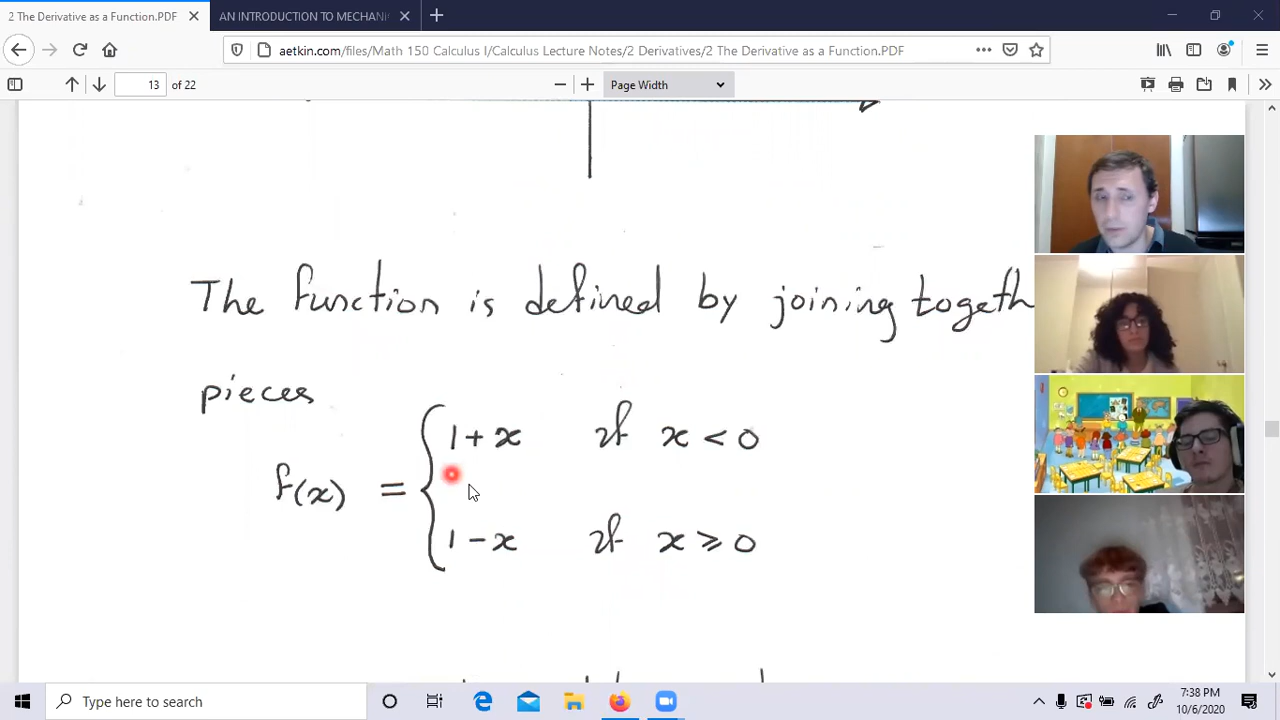 2 The Derivative as a Function.PDF
AN INTRODUCTION TO MECHANI
aetkin.com/files/Math 150 Calculus I/Calculus Lecture Notes/2 Derivatives/2 The Derivative as a Function.PDF
13 of 22
Page Width
The function is defined by joining togeth
pieces
f(x) = { 1 + x if x < 0
1 - x if x ⩾ 0
Type here to search
7:38 PM
10/6/2020